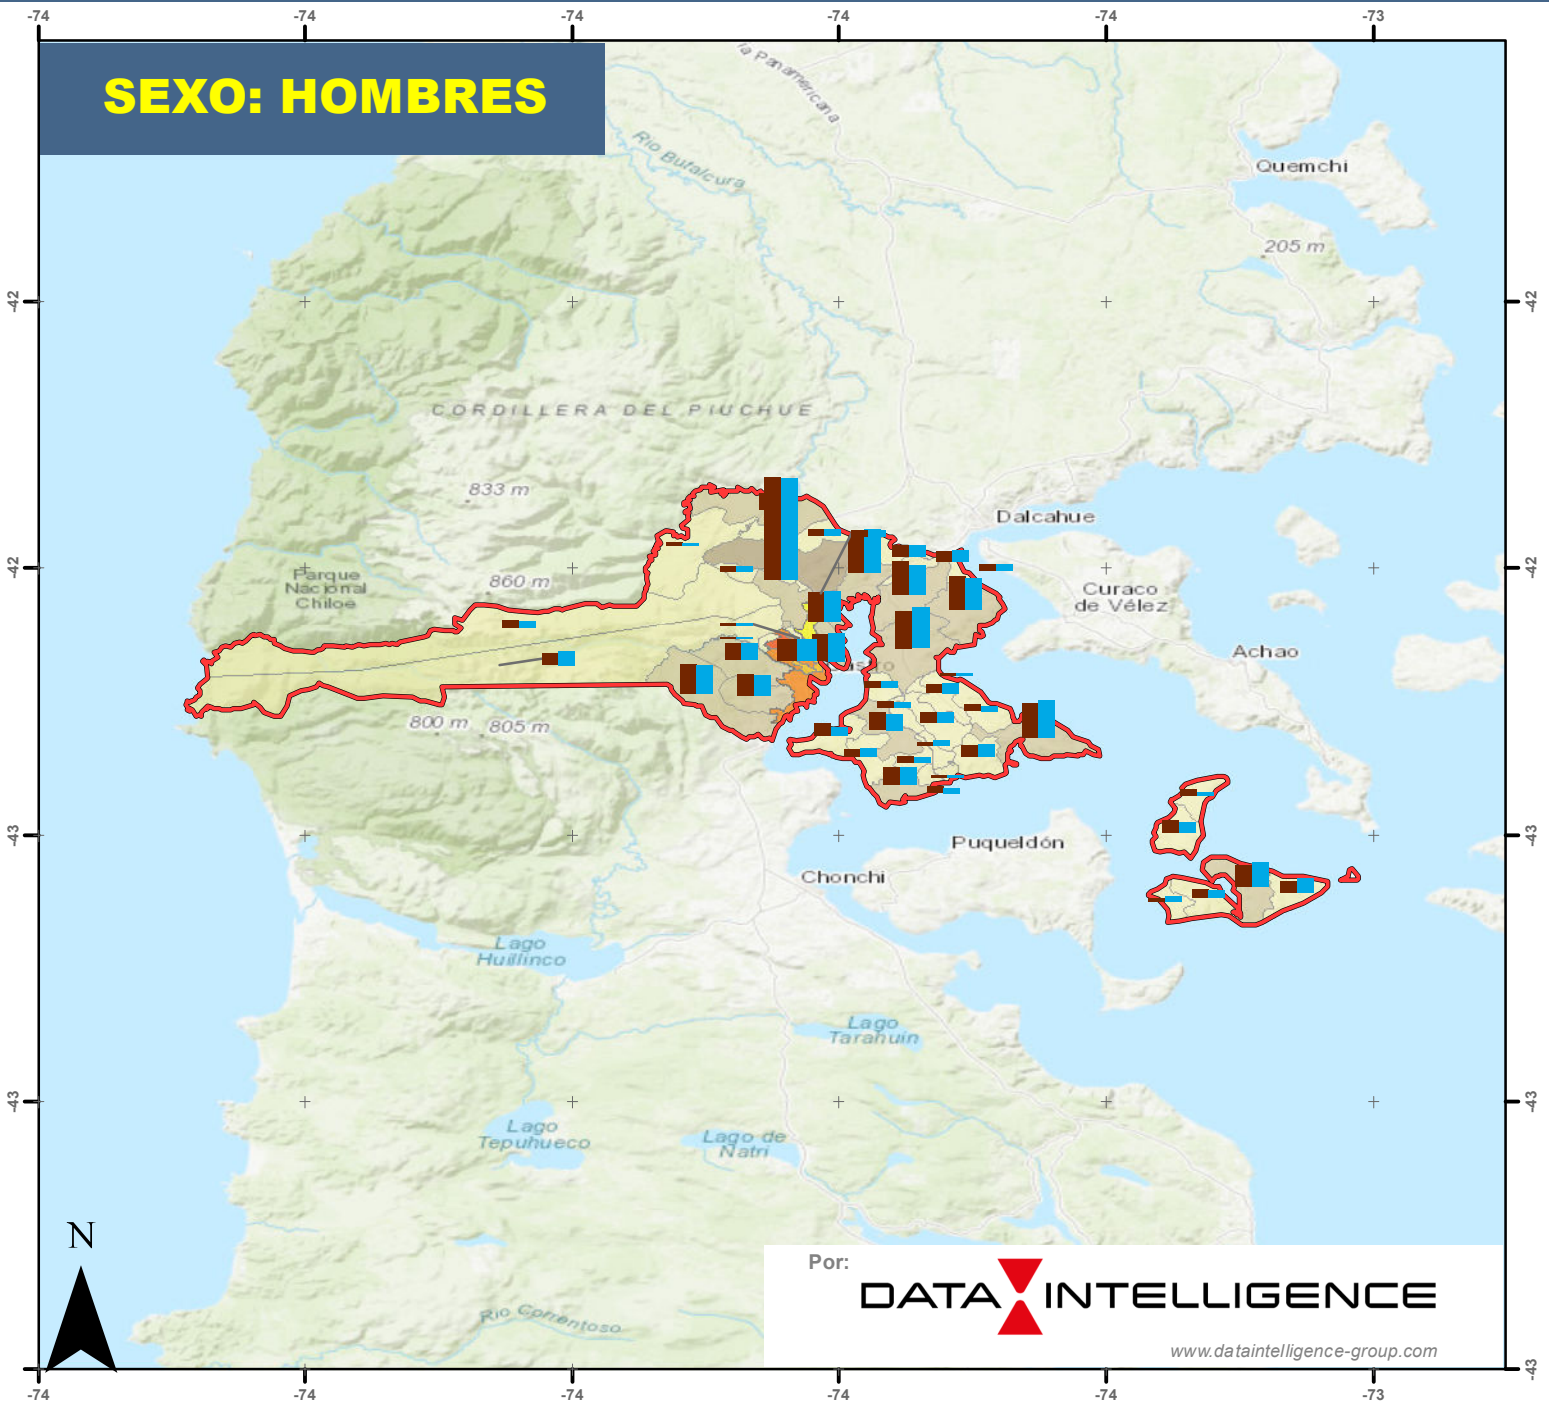 -74 -74 -74 -74 -74 -73
SEXO: HOMBRES
la Panamericana
Rio Butalcura
Quemchi
205 m
42 42
CORDILLERA DEL PIUCHUE
833 m
Dalcahue
42 42
Parque
Nacional
Chiloé
860 m
Curaco
de Vélez
Achao
800 m 805 m
-43 -43
Puqueldón
Chonchi
Lago
Huillinco
Lago
Tarahuin
-43 -43
Lago
Tepuhueco
Lago de
Natri
N
Por:
DATA INTELLIGENCE
Rio Correntoso
www.dataintelligence-group.com
-43
-74 -74 -74 -74 -74 -73